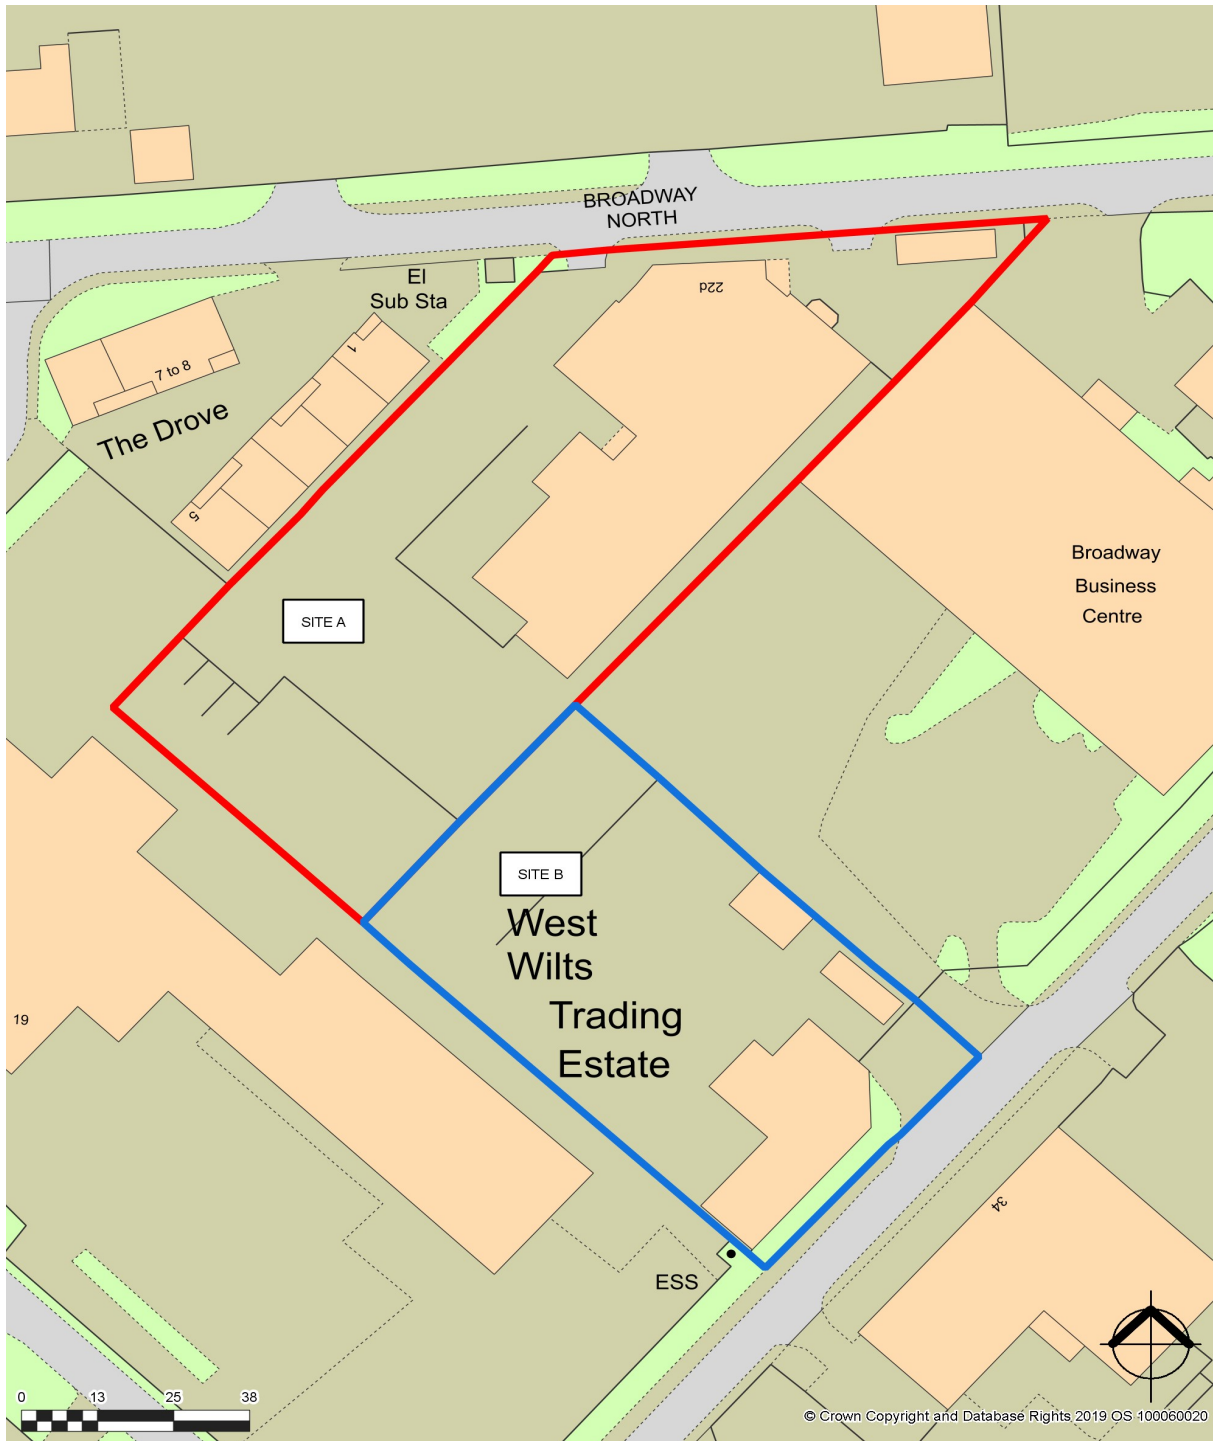 BROADWAY
NORTH
El
Sub Sta
22d
1
7 to 8
The Drove
5
Broadway
Business
Centre
SITE A
SITE B
West
Wilts
Trading
Estate
19
34
ESS
0 13 25 38
© Crown Copyright and Database Rights 2019 OS 100060020